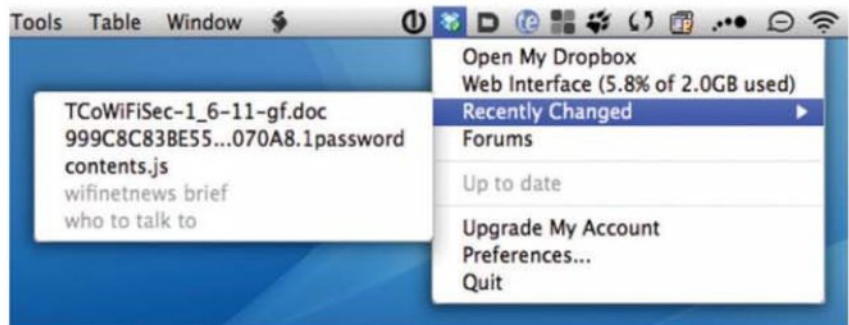 Tools Table Window
Open My Dropbox
Web Interface (5.8% of 2.0GB used)
Recently Changed
Forums
Up to date
Upgrade My Account
Preferences...
Quit
TCoWiFiSec-1_6-11-gf.doc
999C8C83BE55...070A8.1password
contents.js
wifinetnews brief
who to talk to